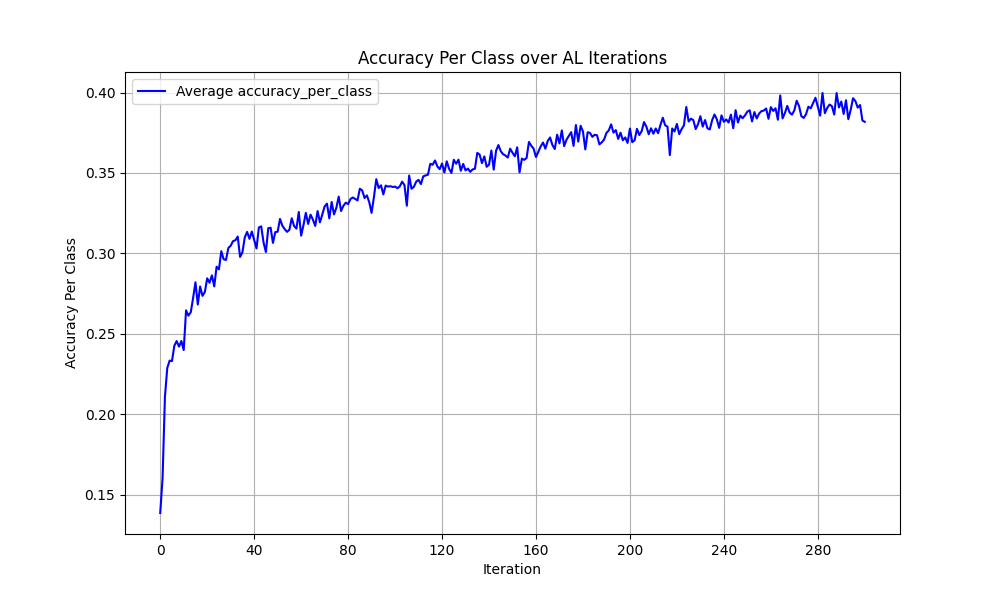 Accuracy Per Class over AL Iterations
Average accuracy_per_class
Accuracy Per Class
0.40
0.35
0.30
0.25
0.20
0.15
0 40 80 120 160 200 240 280
Iteration